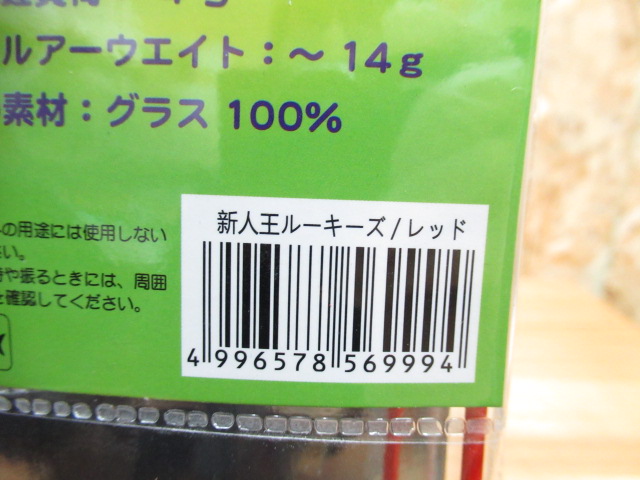 ルアーウエイト：～14g
素材：グラス 100%
の用途には使用しない
さい。
や振るときには、周囲
確認してください。
新人王ルーキーズ/レッド
4 996578 569994